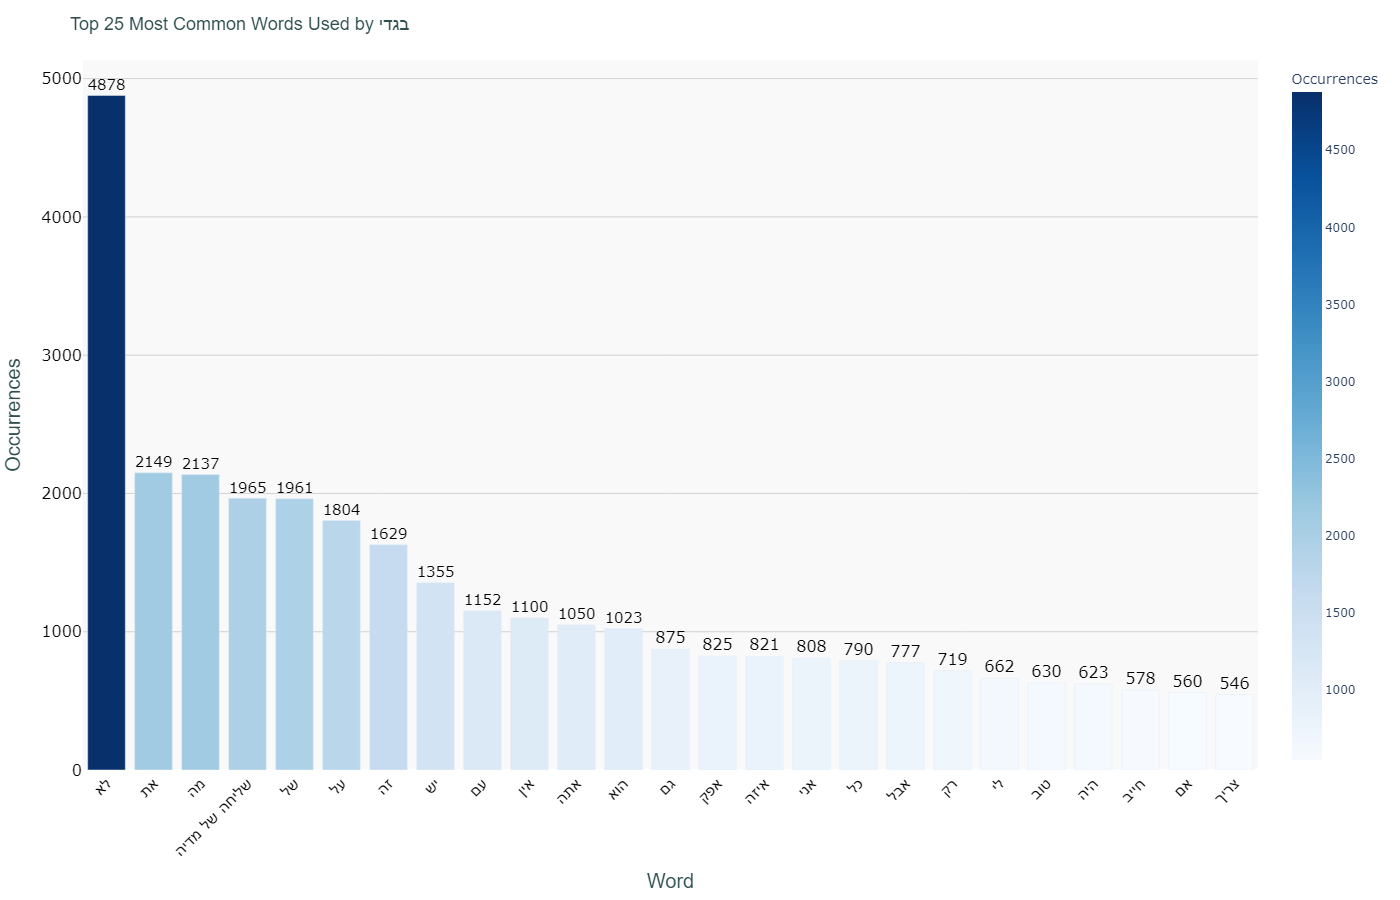 Top 25 Most Common Words Used by בגדי
Occurrences
5000
4000
3000
2000
1000
0
4878
2149
2137
1965
1961
1804
1629
1355
1152
1100
1050
1023
875
825
821
808
790
777
719
662
630
623
578
560
546
לא
את
מה
שליחה של מדיה
של
על
זה
יש
עם
אין
אתה
הוא
גם
אפק
איזה
אני
כל
אבל
רק
לי
טוב
היה
חייב
אם
צריך
Word
Occurrences
4500
4000
3500
3000
2500
2000
1500
1000